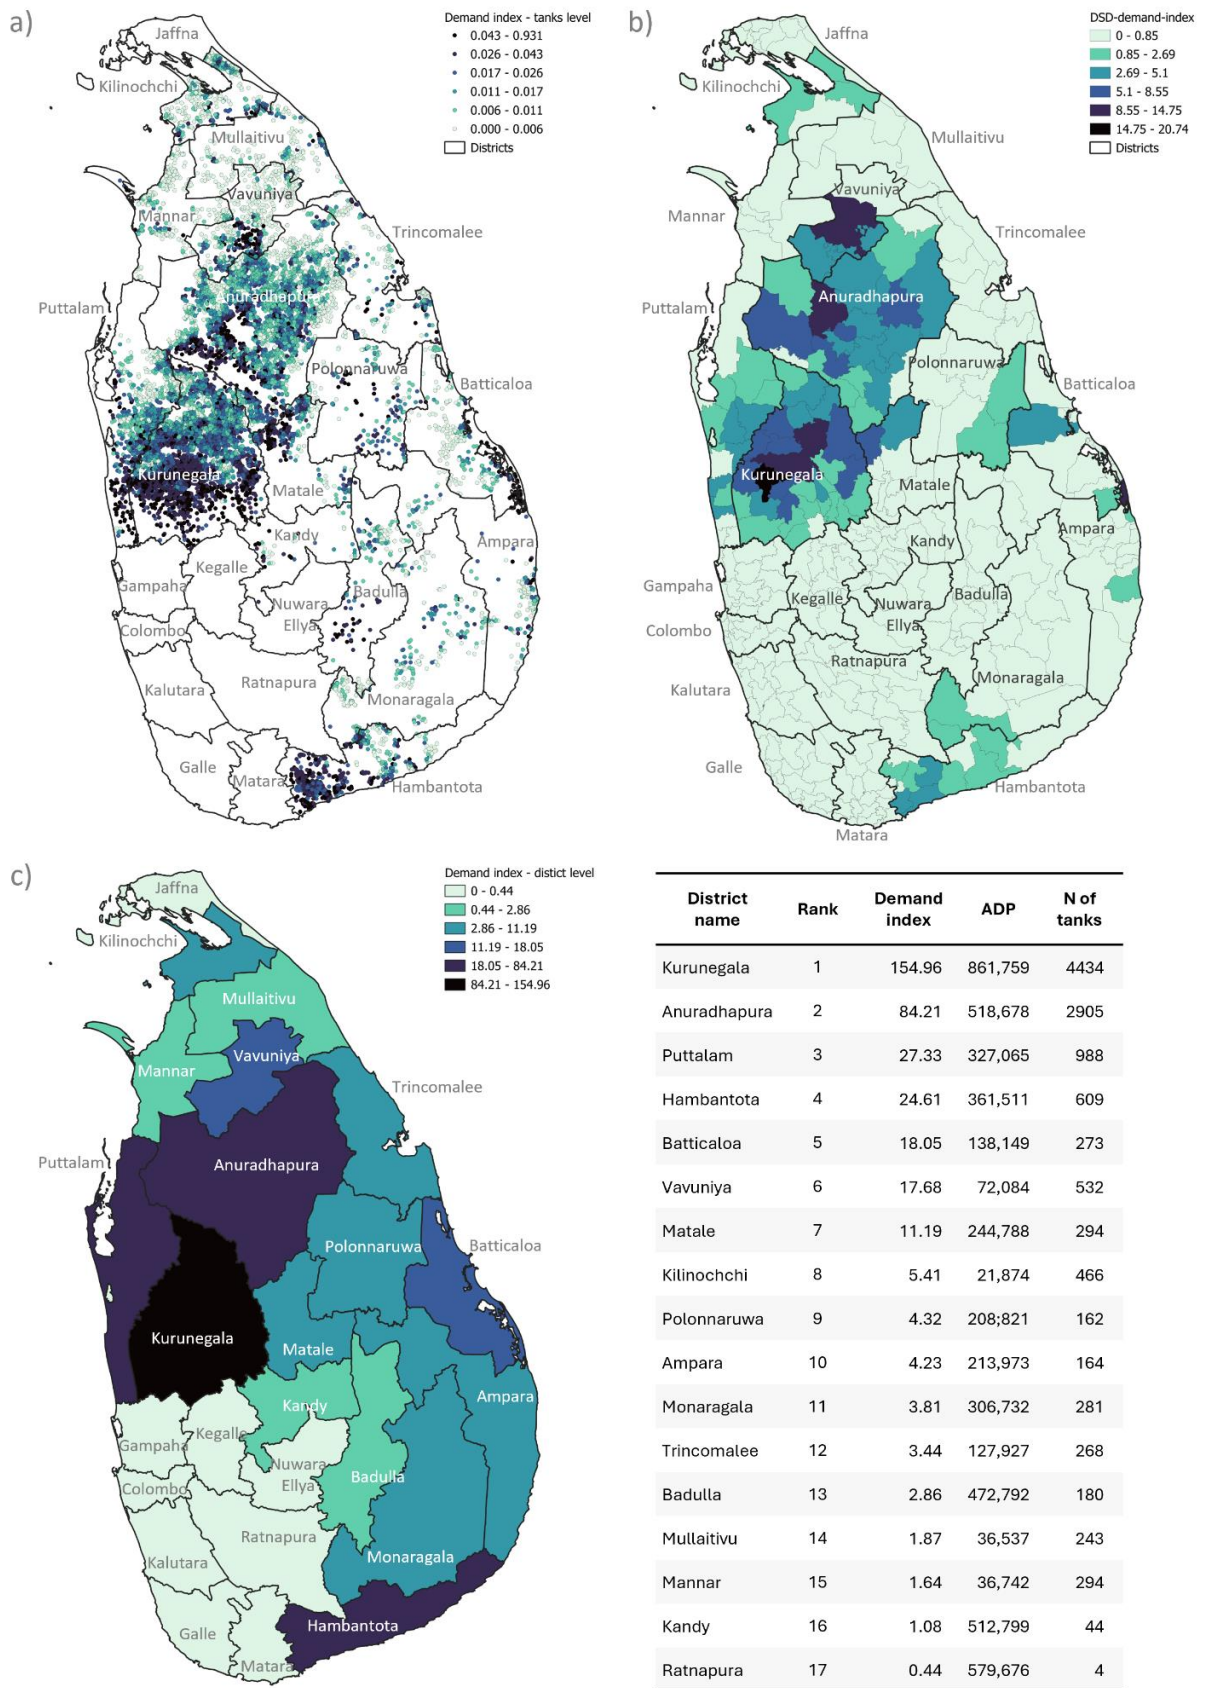 a)
Demand index - tanks level
0.043 - 0.931
0.026 - 0.043
0.017 - 0.026
0.011 - 0.017
0.006 - 0.011
0.000 - 0.006
Districts
Jaffna
Kilinochchi
Mullaitivu
Vavuniya
Mannar
Trincomalee
Anuradhapura
Puttalam
Polonnaruwa
Batticaloa
Kurunegala
Matale
Kandy
Ampara
Kegalle
Gampaha
Badulla
Nuwara
Ellya
Colombo
Ratnapura
Kalutara
Monaragala
Galle
Matara
Hambantota
b)
DSD-demand-index
0 - 0.85
0.85 - 2.69
2.69 - 5.1
5.1 - 8.55
8.55 - 14.75
14.75 - 20.74
Districts
Jaffna
Kilinochchi
Mullaitivu
Vavuniya
Mannar
Trincomalee
Anuradhapura
Puttalam
Polonnaruwa
Batticaloa
Kurunegala
Matale
Ampara
Kandy
Gampaha
Kegalle
Badulla
Nuwara
Ellya
Colombo
Ratnapura
Monaragala
Kalutara
Galle
Hambantota
Matara
c)
Demand index - distict level
0 - 0.44
0.44 - 2.86
2.86 - 11.19
11.19 - 18.05
18.05 - 84.21
84.21 - 154.96
Jaffna
Kilinochchi
Mullaitivu
Vavuniya
Mannar
Trincomalee
Puttalam
Anuradhapura
Polonnaruwa
Batticaloa
Kurunegala
Matale
Ampara
Kandy
Kegalle
Gampaha
Nuwara
Ellya
Badulla
Colombo
Ratnapura
Monaragala
Kalutara
Hambantota
Galle
Matara
District name Rank Demand index ADP N of tanks
Kurunegala 1 154.96 861,759 4434
Anuradhapura 2 84.21 518,678 2905
Puttalam 3 27.33 327,065 988
Hambantota 4 24.61 361,511 609
Batticaloa 5 18.05 138,149 273
Vavuniya 6 17.68 72,084 532
Matale 7 11.19 244,788 294
Kilinochchi 8 5.41 21,874 466
Polonnaruwa 9 4.32 208;821 162
Ampara 10 4.23 213,973 164
Monaragala 11 3.81 306,732 281
Trincomalee 12 3.44 127,927 268
Badulla 13 2.86 472,792 180
Mullaitivu 14 1.87 36,537 243
Mannar 15 1.64 36,742 294
Kandy 16 1.08 512,799 44
Ratnapura 17 0.44 579,676 4